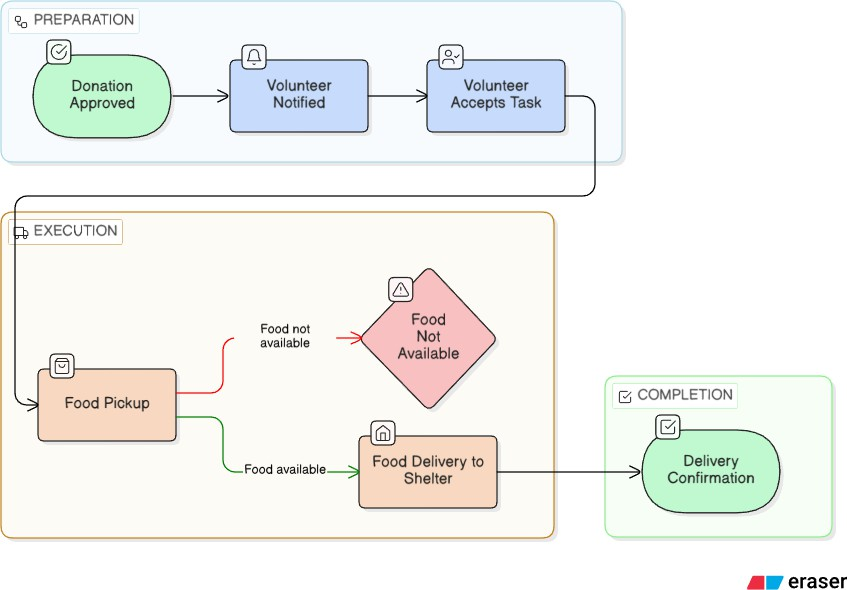 PREPARATION
Donation
Approved
Volunteer
Notified
Volunteer
Accepts Task
EXECUTION
Food not
available
Food
Not
Available
Food Pickup
Food available
Food Delivery to
Shelter
COMPLETION
Delivery
Confirmation
eraser